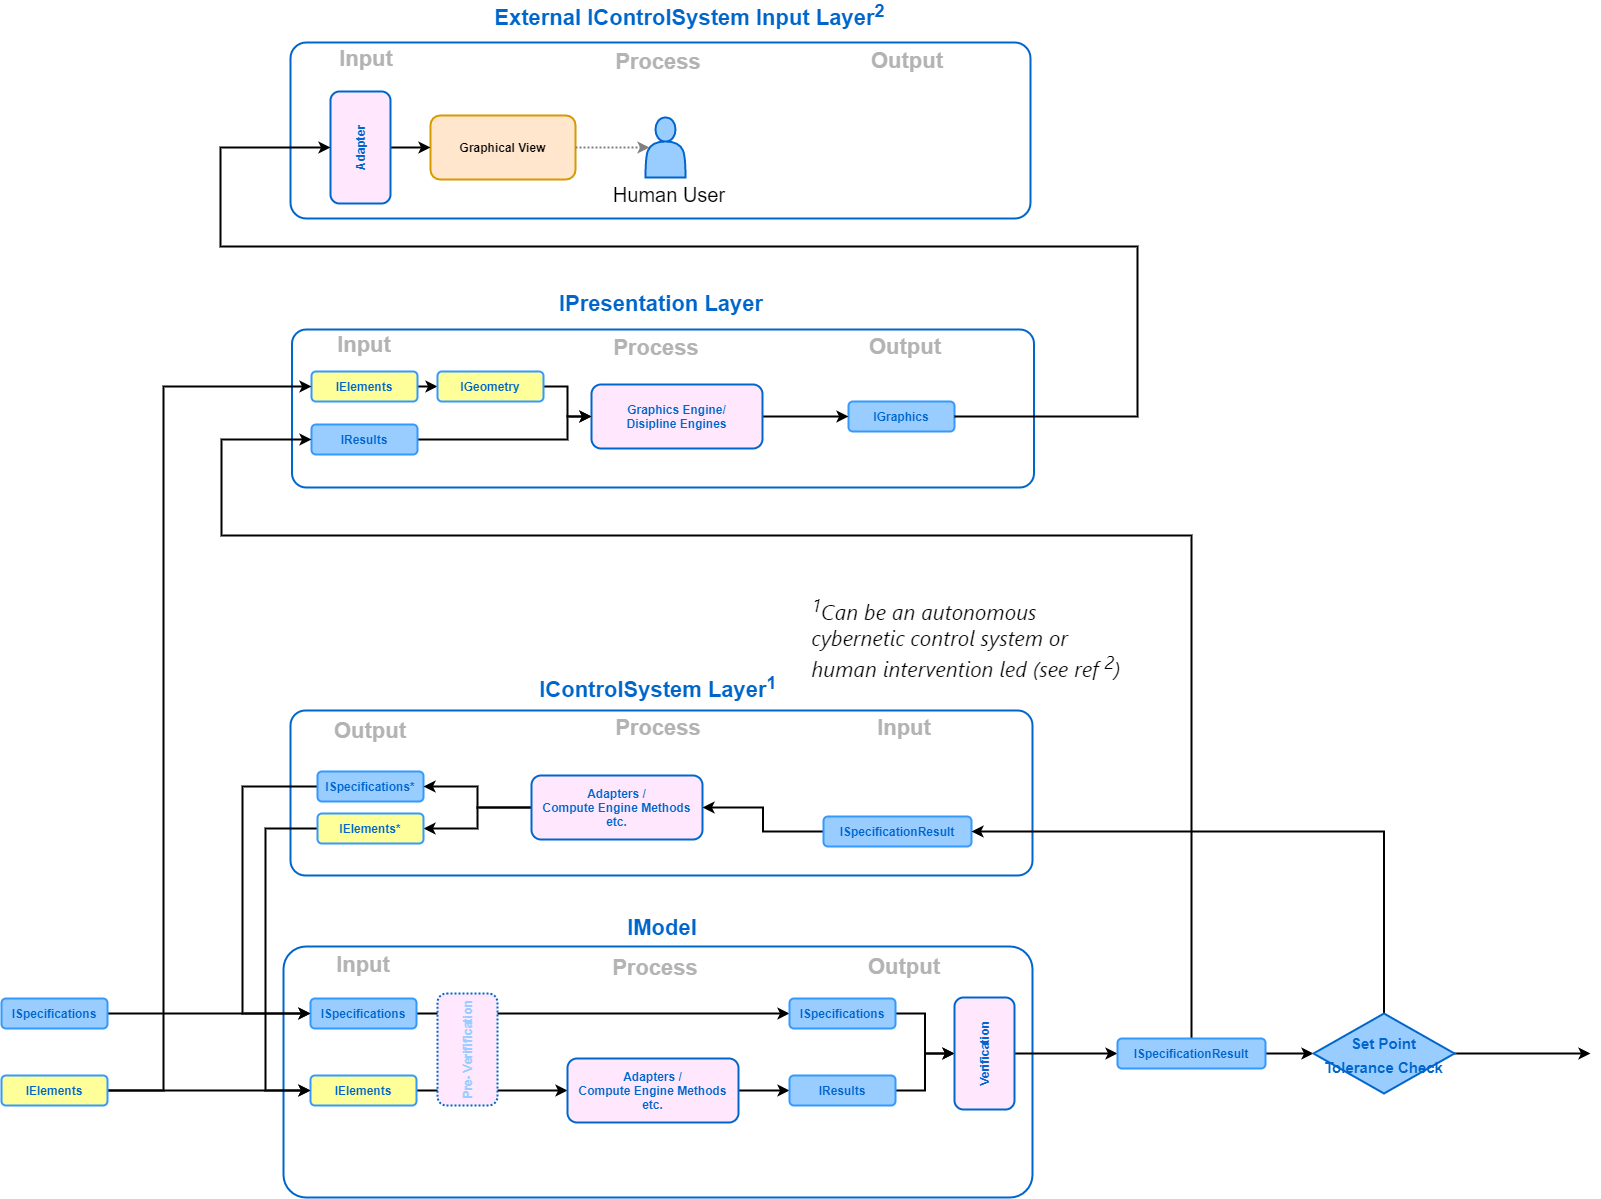 External IControlSystem Input Layer2
Input
Process
Output
Adapter
Graphical View
Human User
IPresentation Layer
Input
Process
Output
IElements
IGeometry
IResults
Graphics Engine/
Disipline Engines
IGraphics
1Can be an autonomous
cybernetic control system or
human intervention led (see ref 2)
IControlSystem Layer1
Output
Process
Input
ISpecifications*
IElements*
Adapters /
Compute Engine Methods
etc.
ISpecificationResult
IModel
Input
Process
Output
ISpecifications
ISpecifications
Pre- Verifification
ISpecifications
Verification
IElements
IElements
Adapters /
Compute Engine Methods
etc.
IResults
ISpecificationResult
Set Point
Tolerance Check